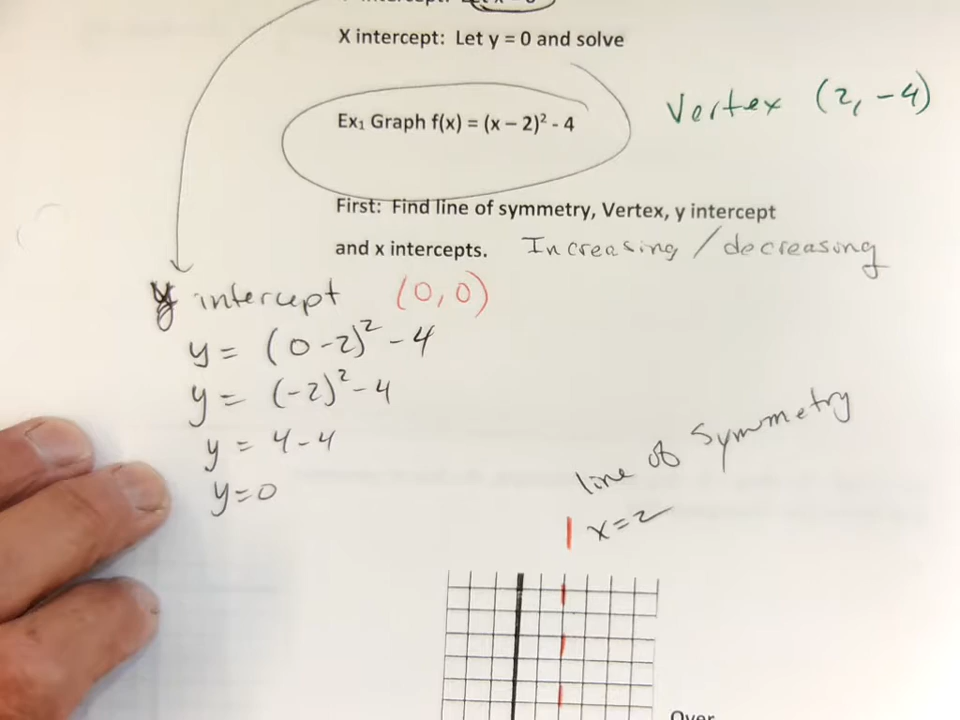 X intercept: Let y = 0 and solve
Vertex (2, -4)
Ex₁ Graph f(x) = (x – 2)² - 4
First: Find line of symmetry, Vertex, y intercept
and x intercepts. Increasing / decreasing
y intercept (0, 0)
y = (0 - 2)² - 4
y = (-2)² - 4
y = 4 - 4
y = 0
line of Symmetry
x = 2